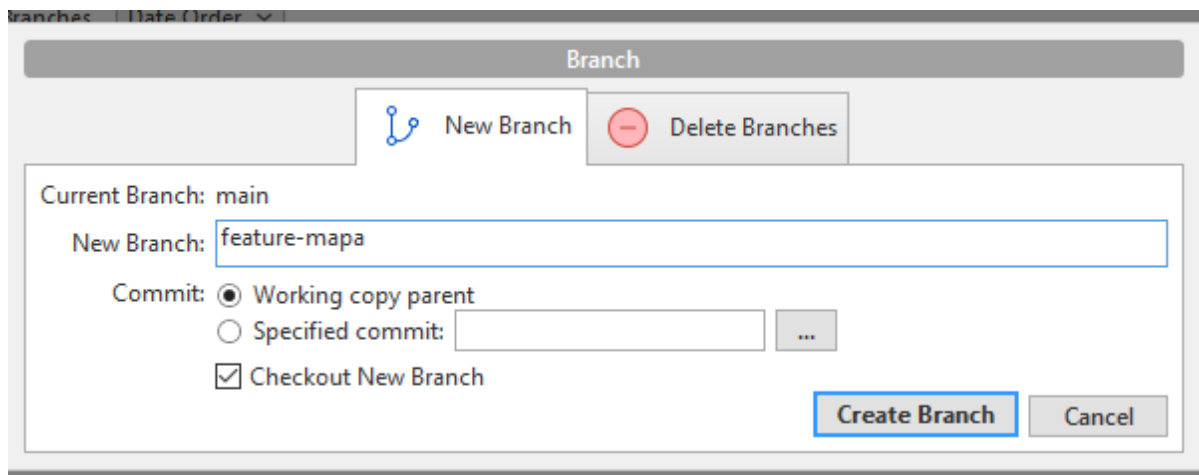 Branches Date Order
Branch
New Branch Delete Branches
Current Branch: main
New Branch: feature-mapa
Commit: Working copy parent
Specified commit: ...
Checkout New Branch
Create Branch Cancel